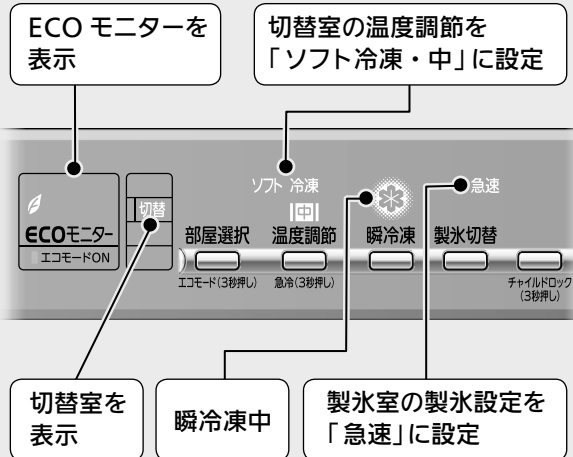 ECO モニターを
表示
切替室の温度調節を
「ソフト冷凍・中」に設定
ソフト 冷凍
中
急速
切替
ECOモニター
エコモードON
部屋選択
温度調節
瞬冷凍
製氷切替
エコモード(3秒押し)
急冷(3秒押し)
チャイルドロック
(3秒押し)
切替室を
表示
瞬冷凍中
製氷室の製氷設定を
「急速」に設定